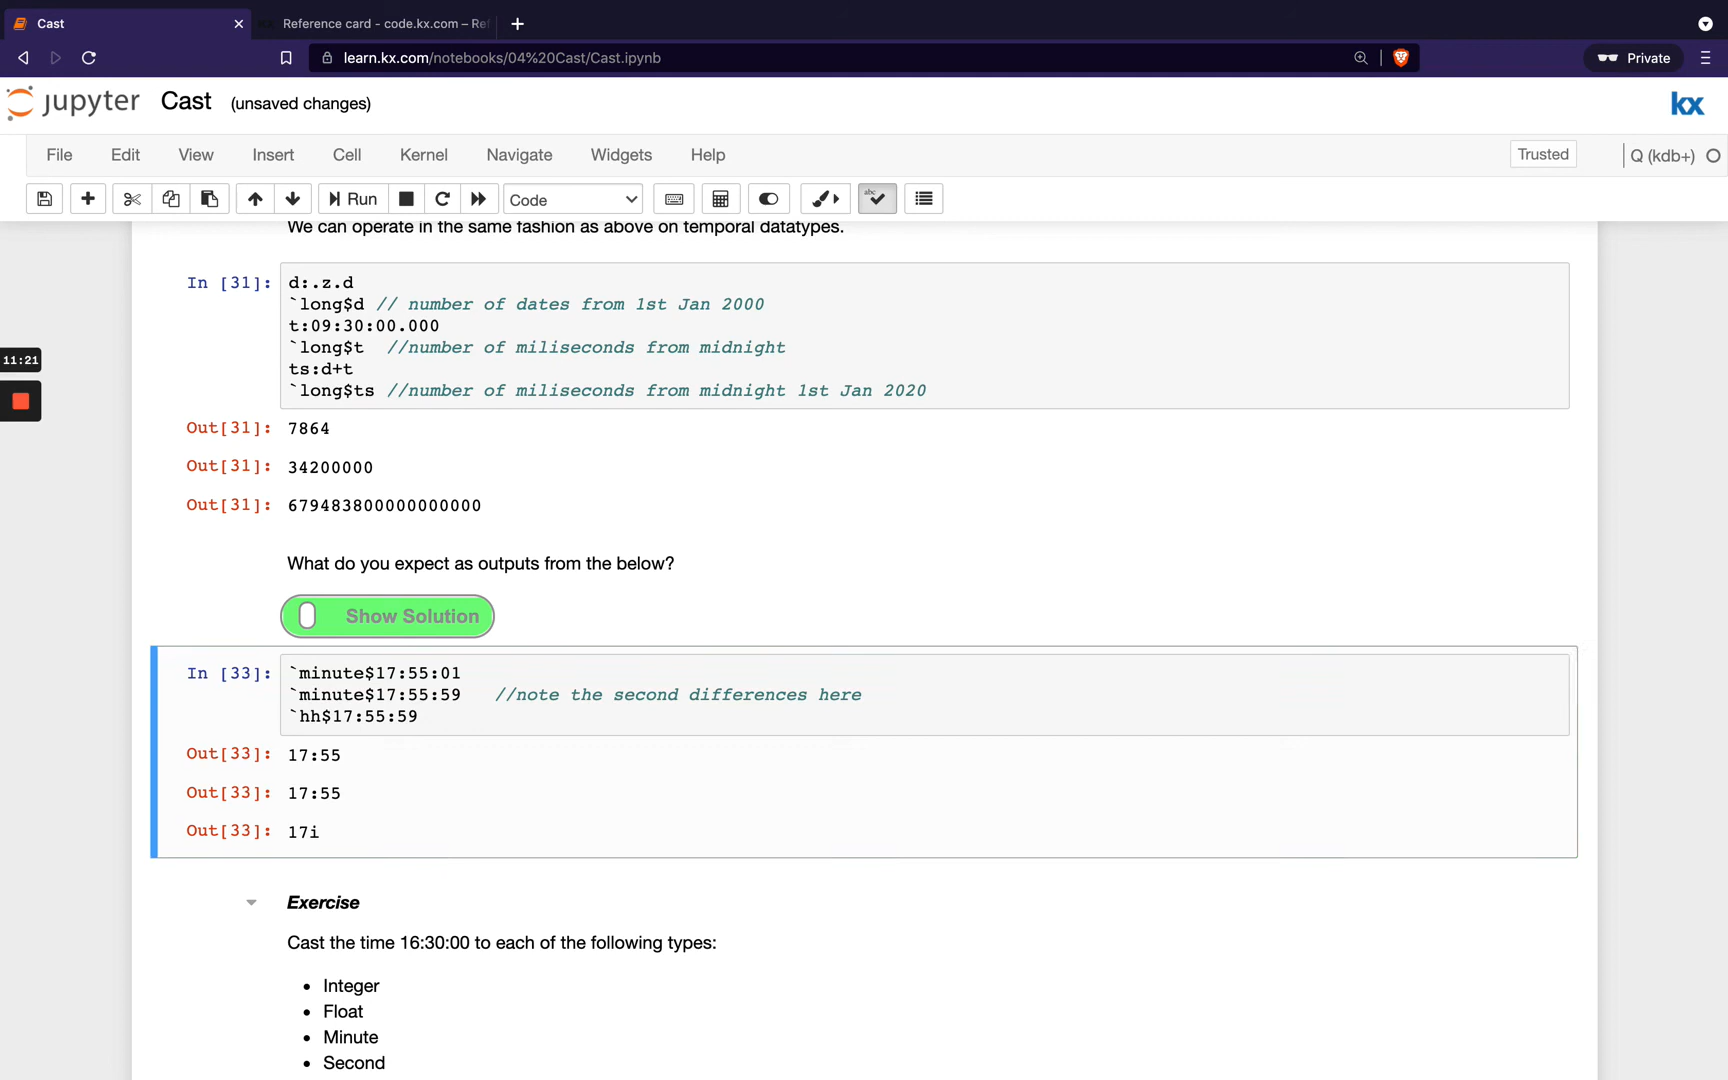 Cast
Reference card - code.kx.com – Re
learn.kx.com/notebooks/04%20Cast/Cast.ipynb
Private
jupyter Cast (unsaved changes)
kx
File Edit View Insert Cell Kernel Navigate Widgets Help
Trusted
Q (kdb+)
Run
Code
abc
We can operate in the same fashion as above on temporal datatypes.
In [31]:
d:.z.d
`long$d // number of dates from 1st Jan 2000
t:09:30:00.000
`long$t //number of miliseconds from midnight
ts:d+t
`long$ts //number of miliseconds from midnight 1st Jan 2020
11:21
Out[31]: 7864
Out[31]: 34200000
Out[31]: 679483800000000000
What do you expect as outputs from the below?
Show Solution
In [33]:
`minute$17:55:01
`minute$17:55:59 //note the second differences here
`hh$17:55:59
Out[33]: 17:55
Out[33]: 17:55
Out[33]: 17i
Exercise
Cast the time 16:30:00 to each of the following types:
• Integer
• Float
• Minute
• Second